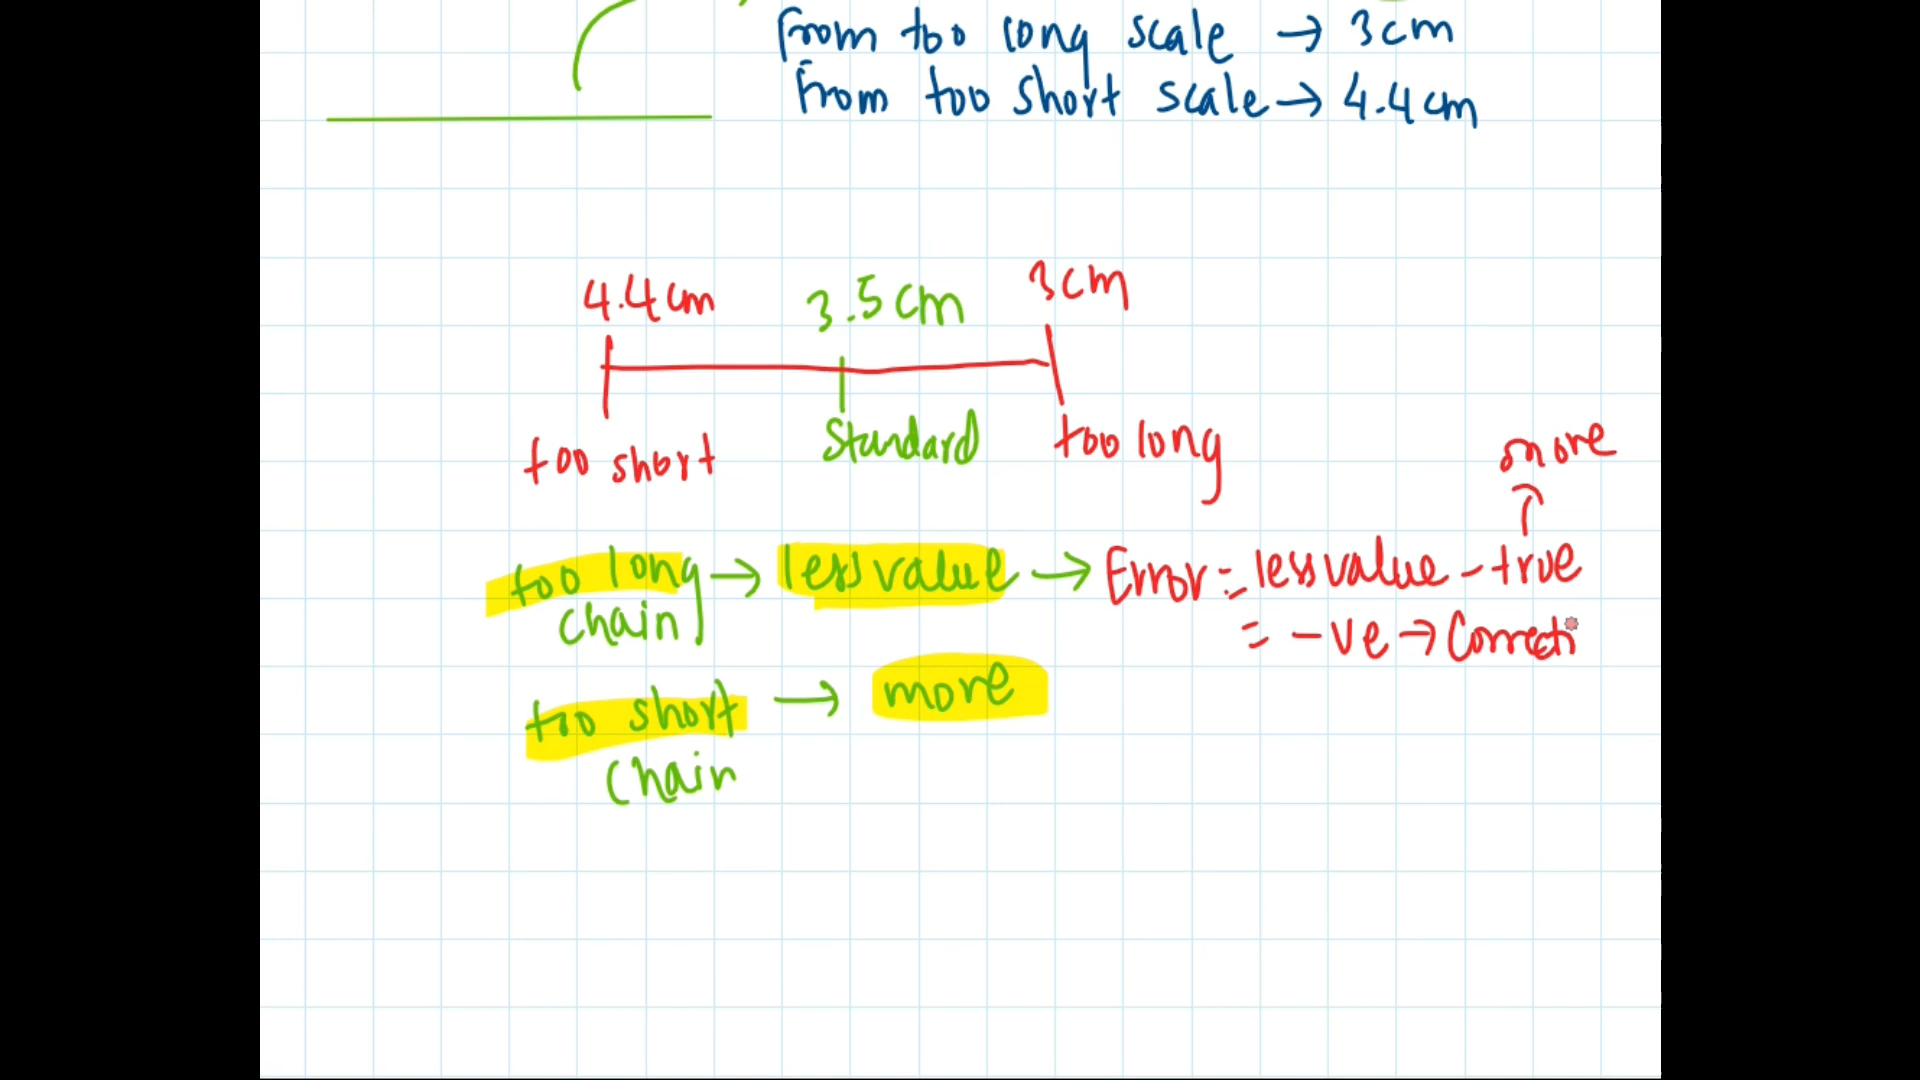 From too long scale → 3cm
From too short scale → 4.4cm
4.4cm 3.5cm 3cm
too short Standard too long
more
too long chain → less value → Error = less value - true
= -ve → Correcti
too short chain → more